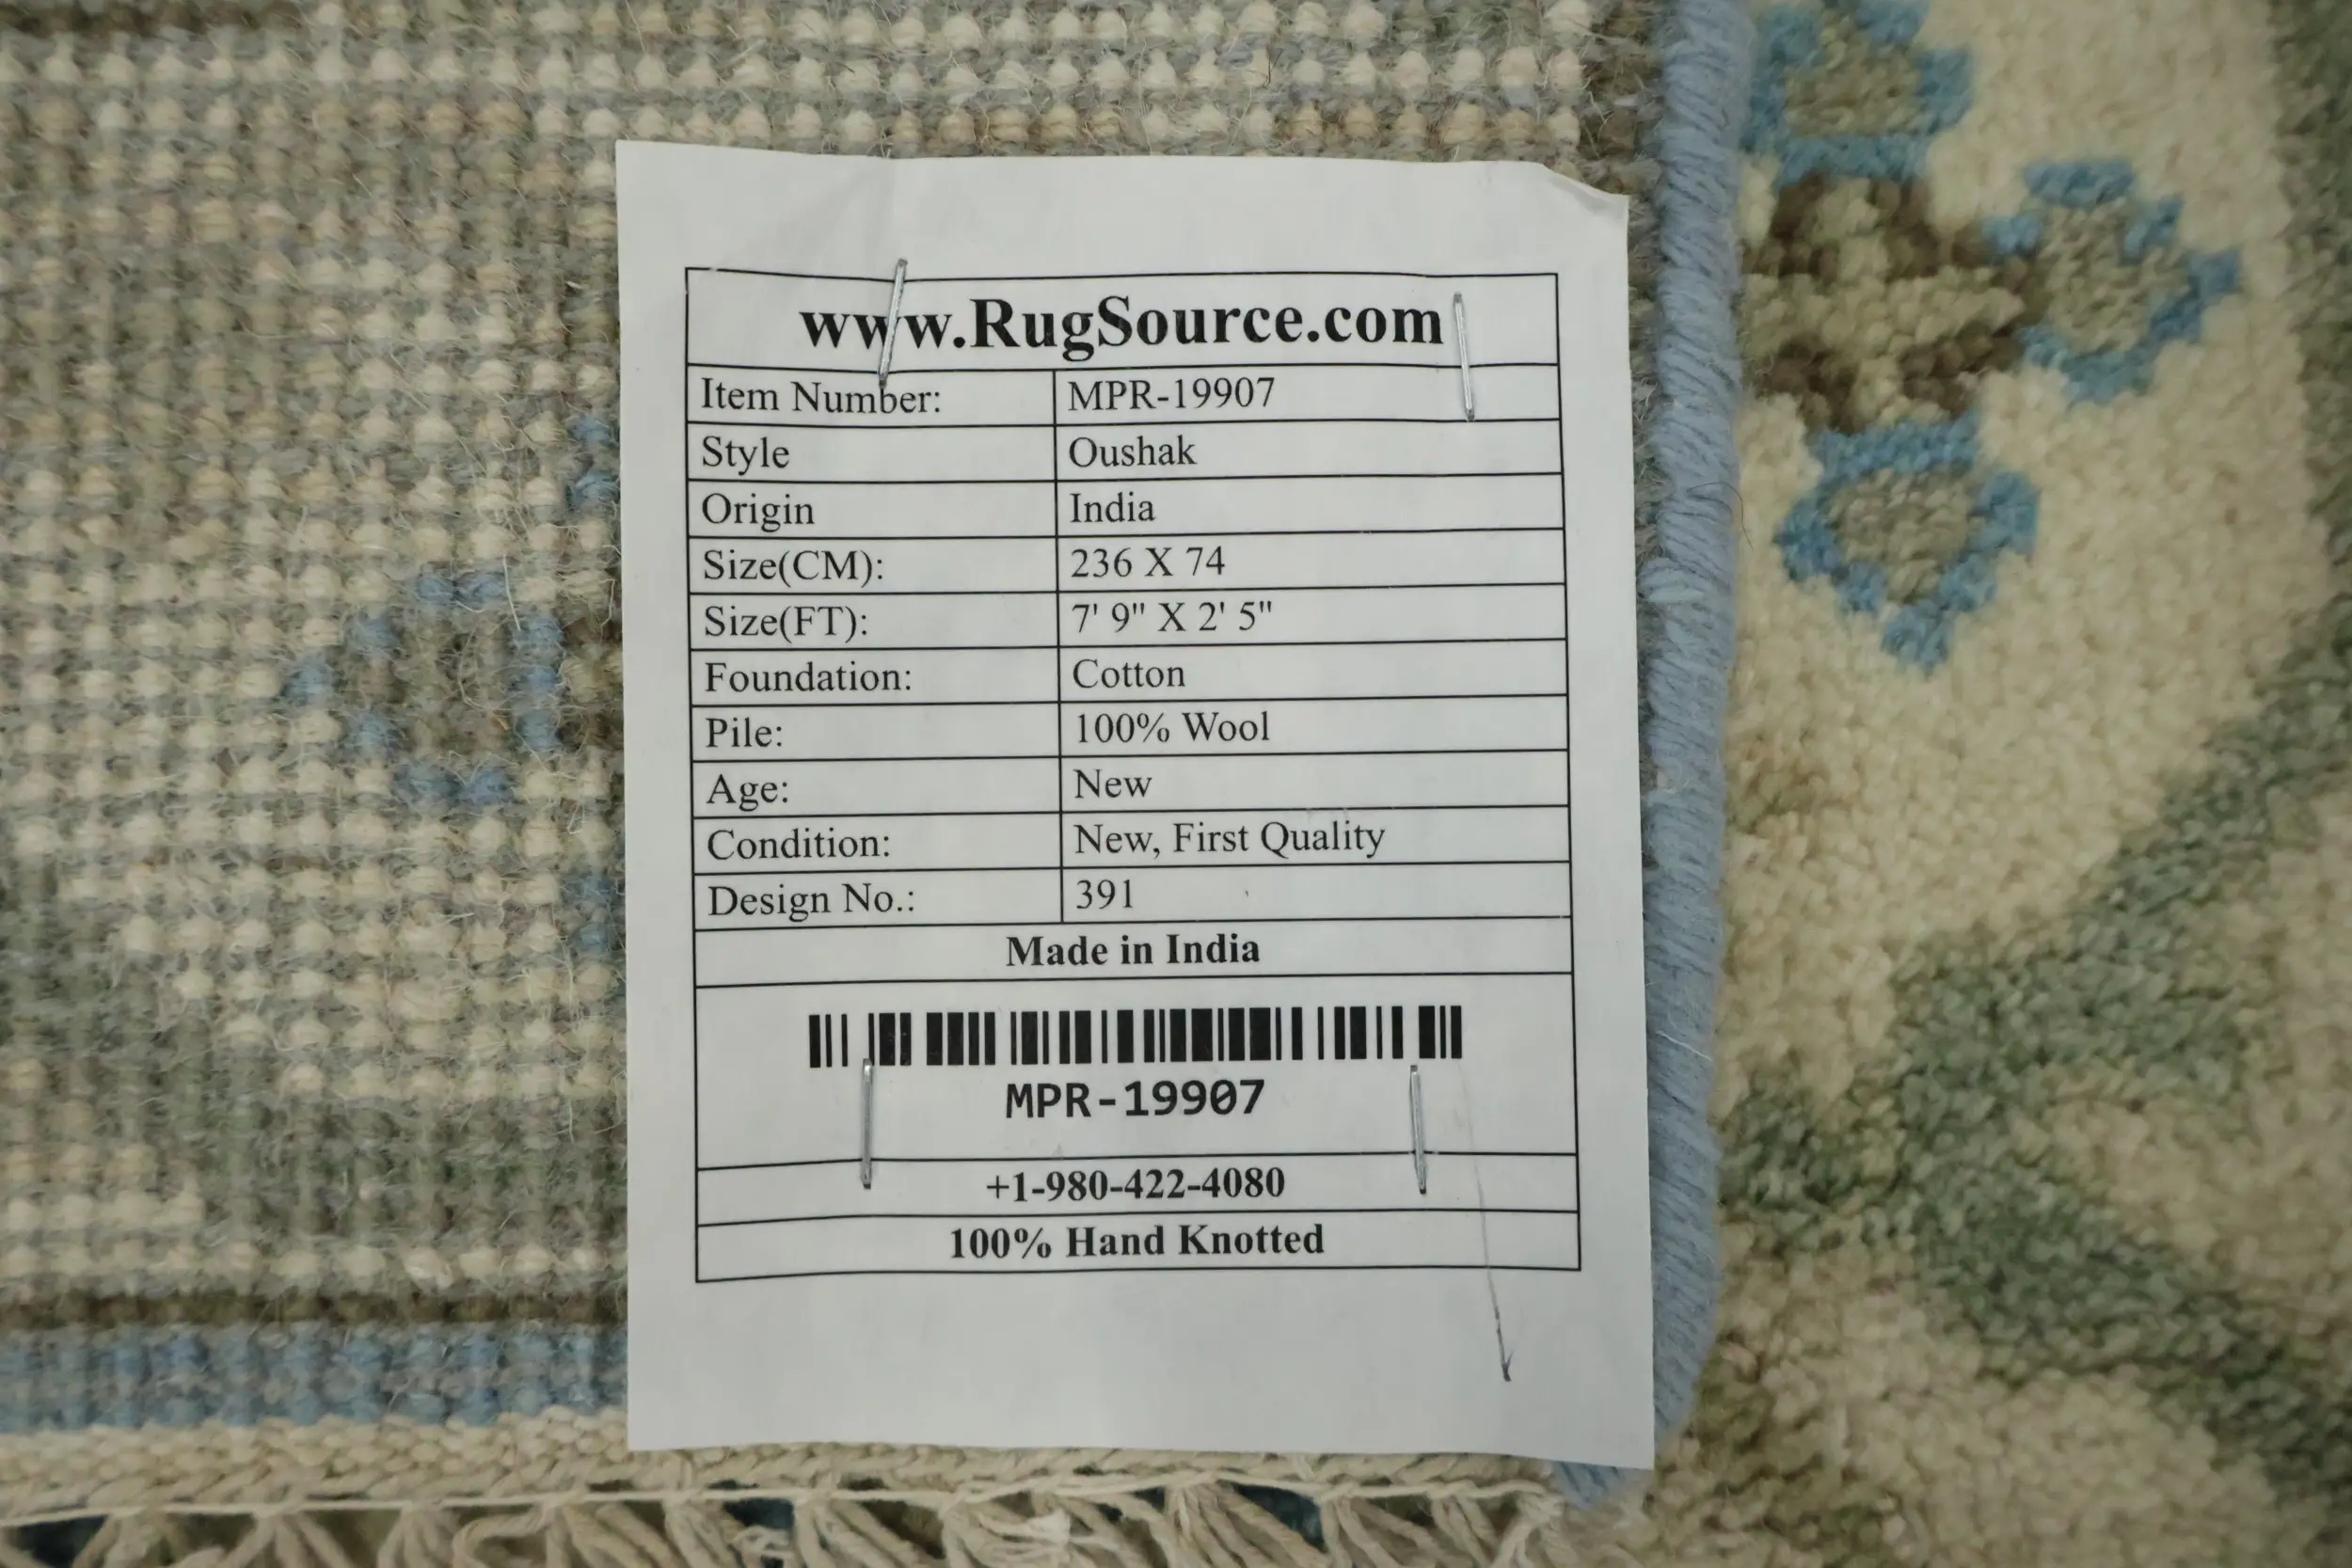 www.RugSource.com
Item Number: MPR-19907
Style Oushak
Origin India
Size(CM): 236 X 74
Size(FT): 7' 9" X 2' 5"
Foundation: Cotton
Pile: 100% Wool
Age: New
Condition: New, First Quality
Design No.: 391
Made in India
MPR-19907
+1-980-422-4080
100% Hand Knotted